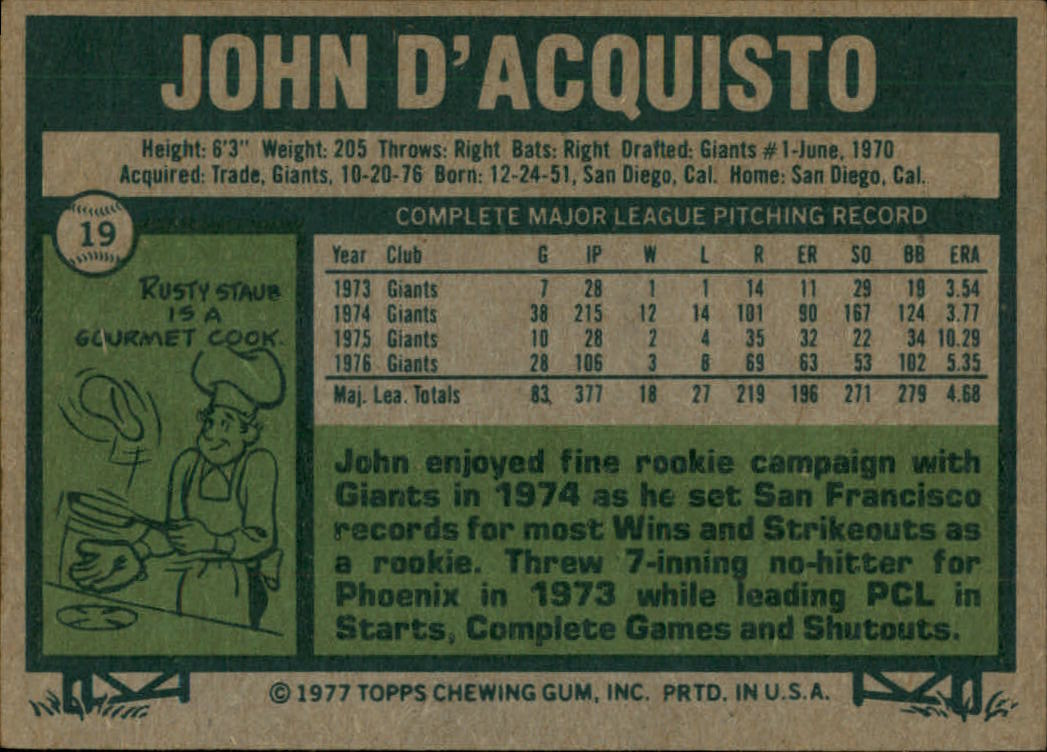 JOHN D'ACQUISTO
Height: 6'3" Weight: 205 Throws: Right Bats: Right Drafted: Giants #1-June, 1970
Acquired: Trade, Giants, 10-20-76 Born: 12-24-51, San Diego, Cal. Home: San Diego, Cal.
19
COMPLETE MAJOR LEAGUE PITCHING RECORD
Year Club G IP W L R ER SO BB ERA
1973 Giants 7 28 1 1 14 11 29 19 3.54
1974 Giants 38 215 12 14 101 90 167 124 3.77
1975 Giants 10 28 2 4 35 32 22 34 10.29
1976 Giants 28 106 3 8 69 63 53 102 5.35
Maj. Lea. Totals 83 377 18 27 219 196 271 279 4.68
RUSTY STAUB
IS A
GOURMET COOK.
John enjoyed fine rookie campaign with
Giants in 1974 as he set San Francisco
records for most Wins and Strikeouts as
a rookie. Threw 7-inning no-hitter for
Phoenix in 1973 while leading PCL in
Starts, Complete Games and Shutouts.
© 1977 TOPPS CHEWING GUM, INC. PRTD. IN U.S.A.